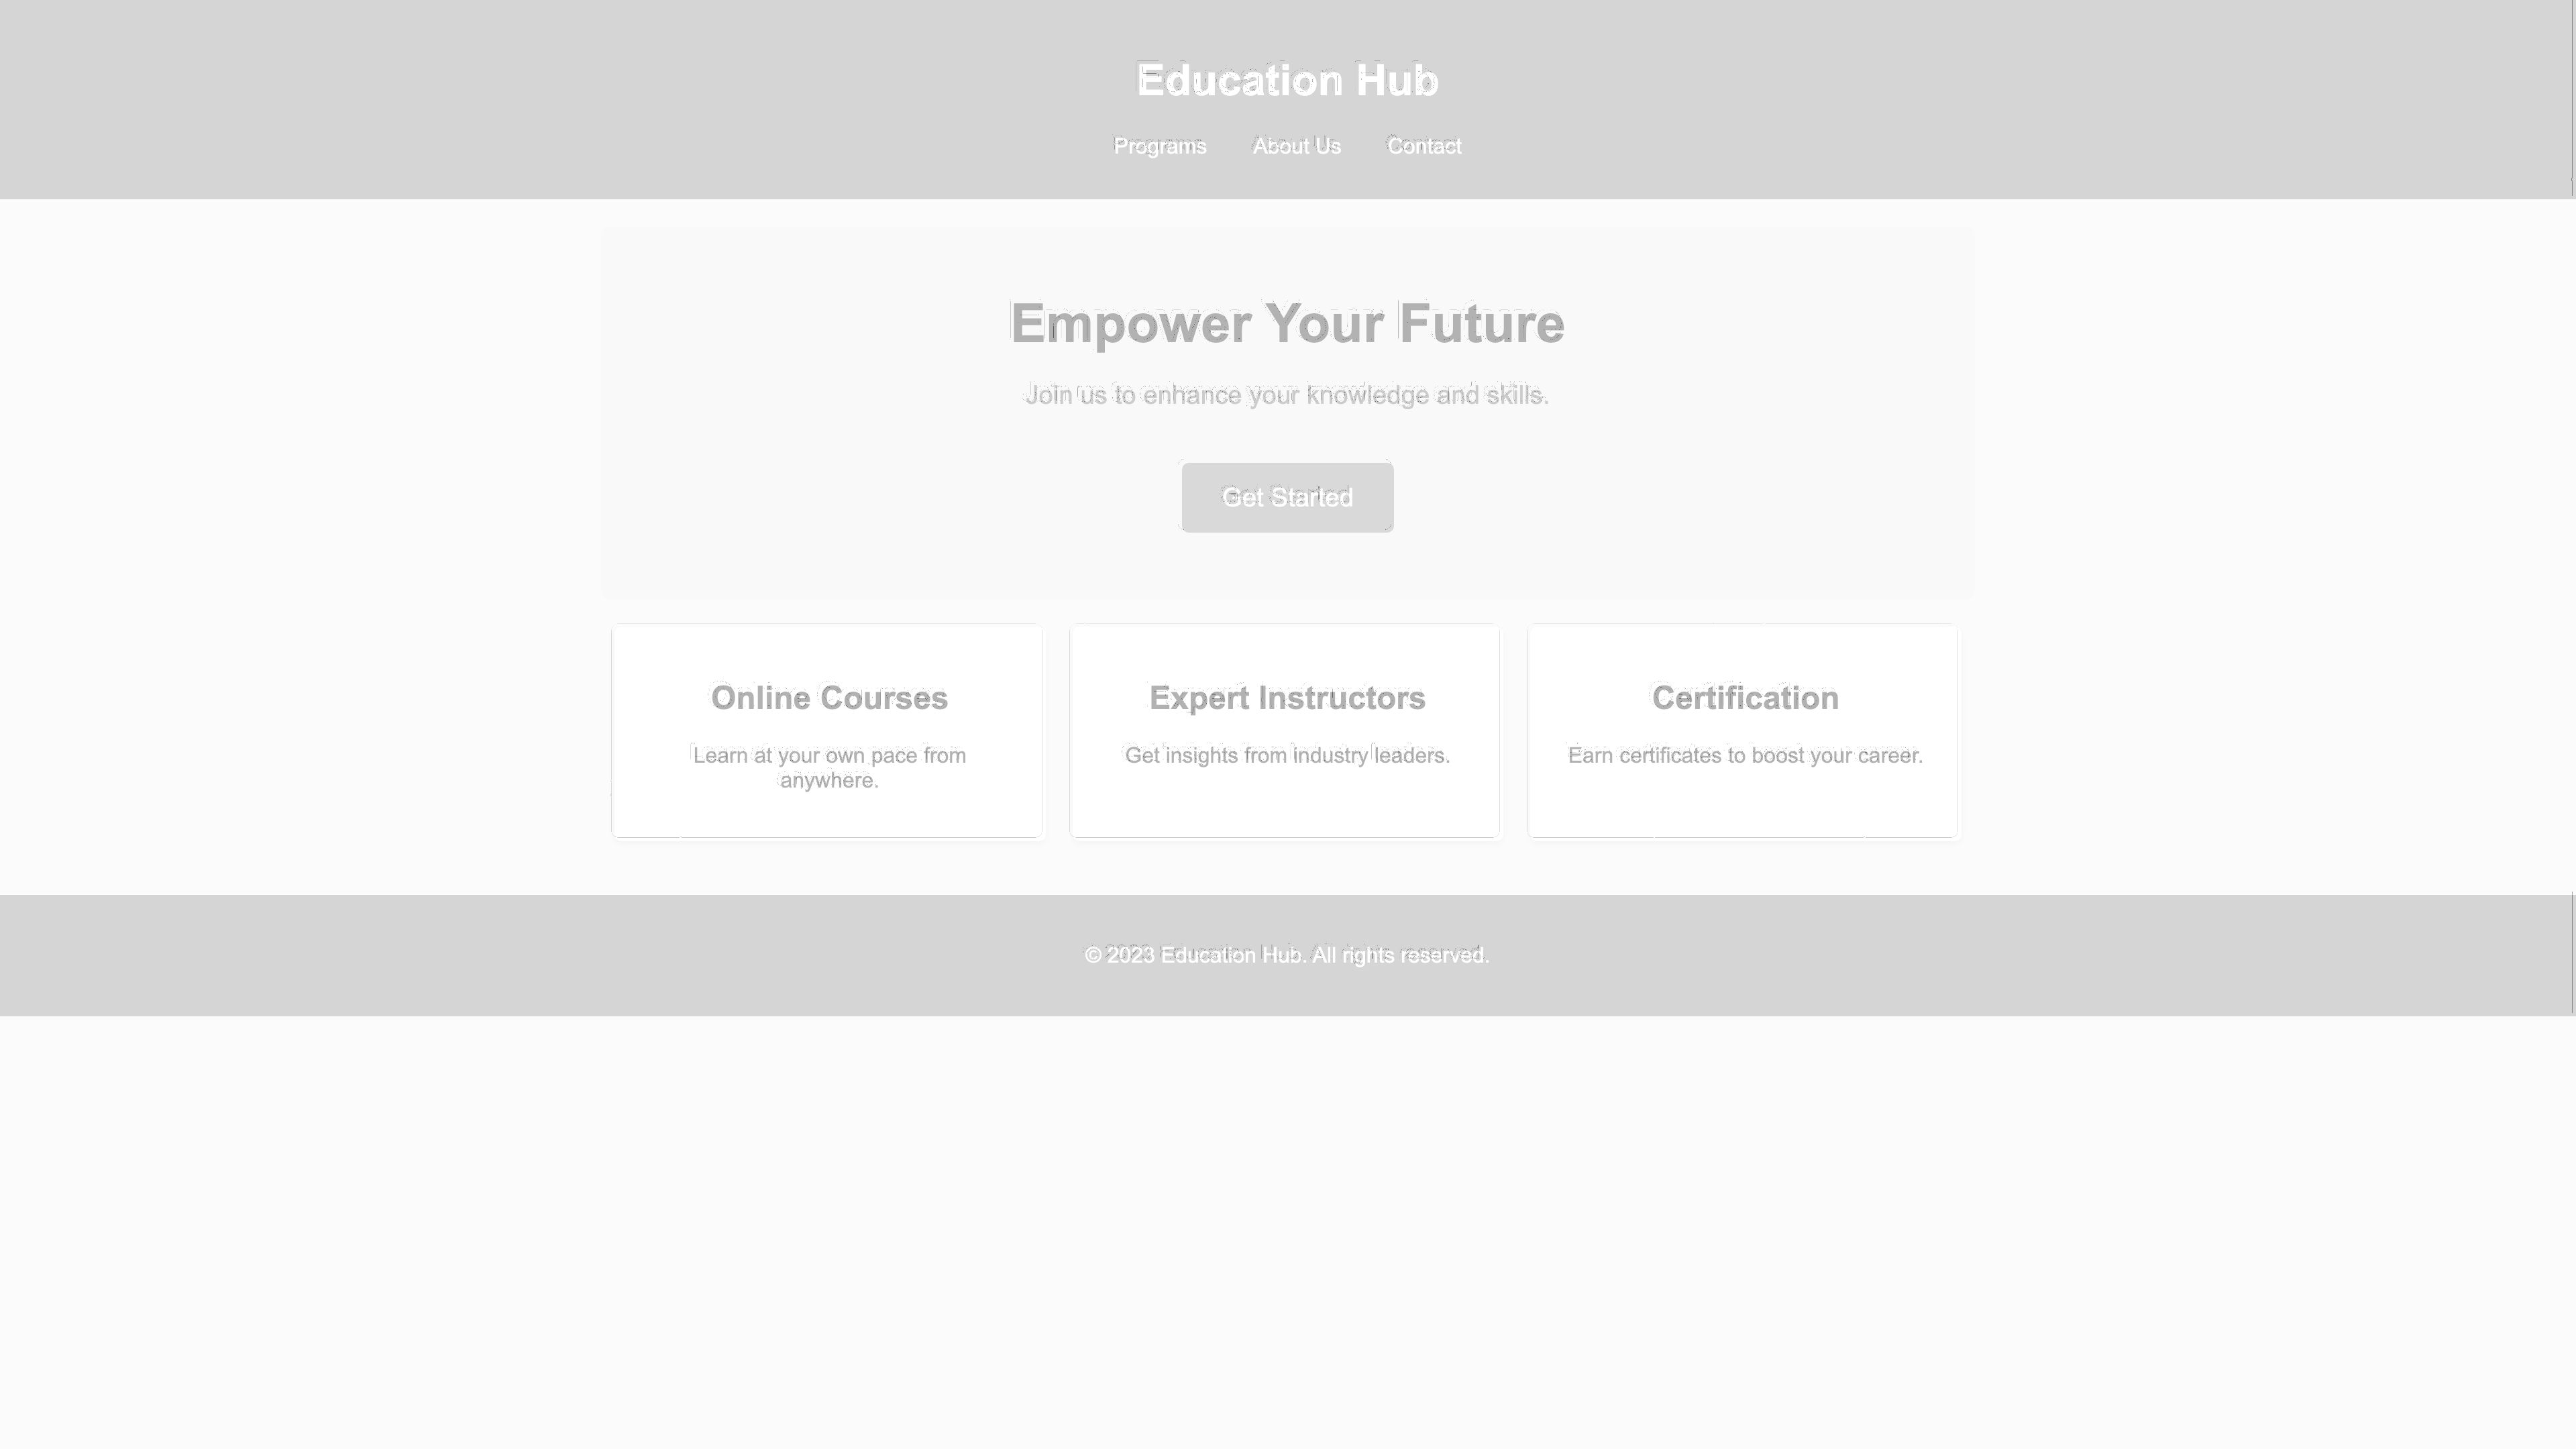 Education Hub
Programs About Us Contact
Empower Your Future
Join us to enhance your knowledge and skills.
Get Started
Online Courses
Learn at your own pace from
anywhere.
Expert Instructors
Get insights from industry leaders.
Certification
Earn certificates to boost your career.
© 2023 Education Hub. All rights reserved.